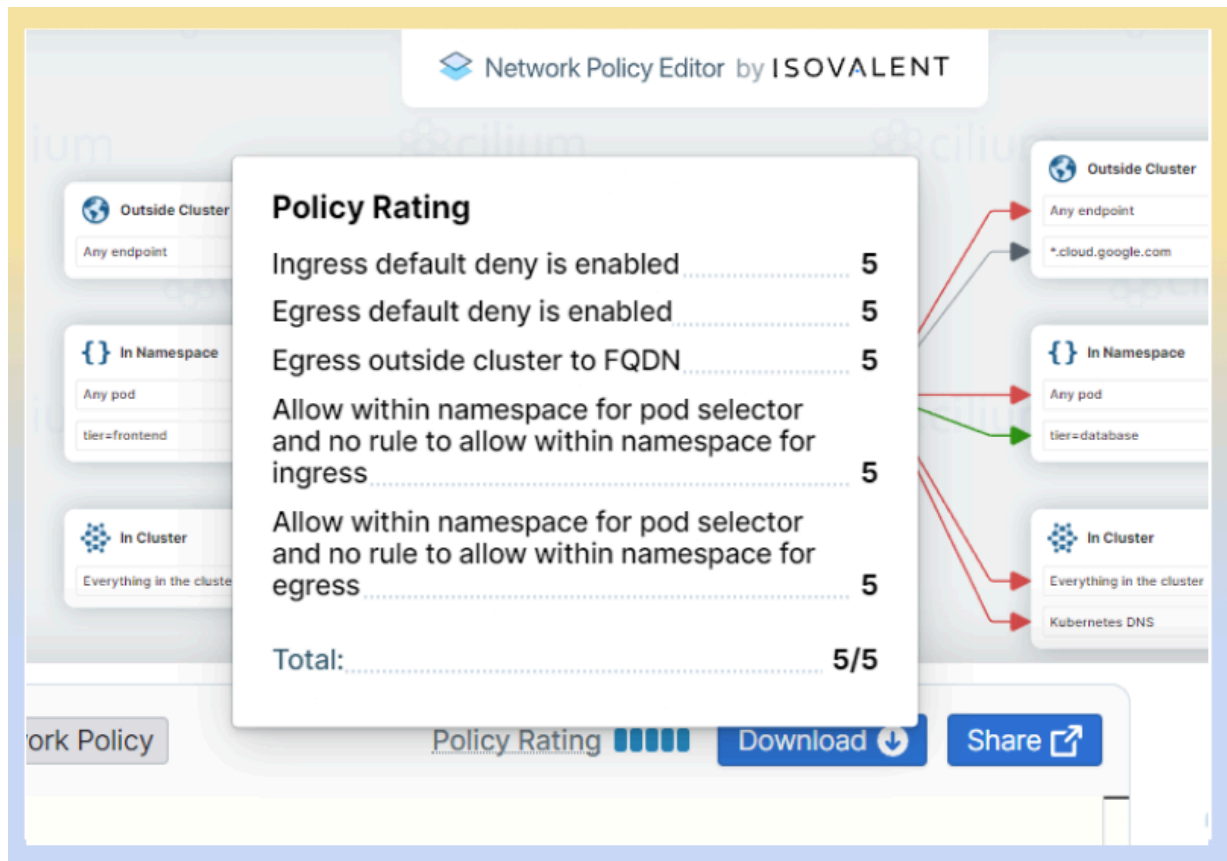 Network Policy Editor by ISOVALENT
ium
cilium
cilium
Outside Cluster
Any endpoint
In Namespace
Any pod
tier=frontend
In Cluster
Everything in the cluste
Policy Rating
Ingress default deny is enabled 5
Egress default deny is enabled 5
Egress outside cluster to FQDN 5
Allow within namespace for pod selector
and no rule to allow within namespace for
ingress 5
Allow within namespace for pod selector
and no rule to allow within namespace for
egress 5
Total: 5/5
Outside Cluster
Any endpoint
*.cloud.google.com
In Namespace
Any pod
tier=database
In Cluster
Everything in the cluster
Kubernetes DNS
ork Policy
Policy Rating
Download
Share